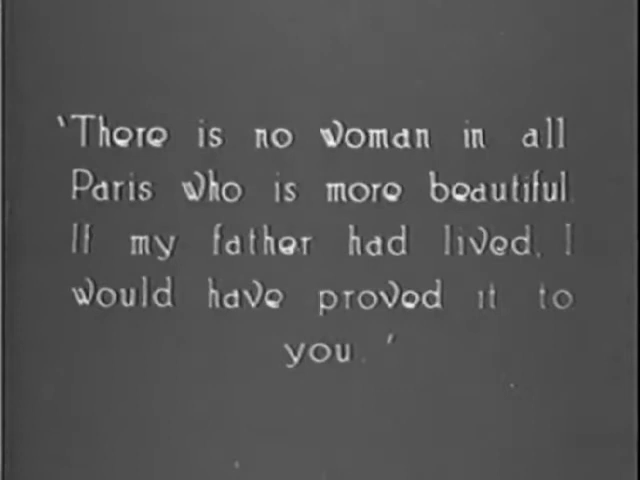 'There is no woman in all
Paris who is more beautiful.
If my father had lived, I
would have proved it to
you.'